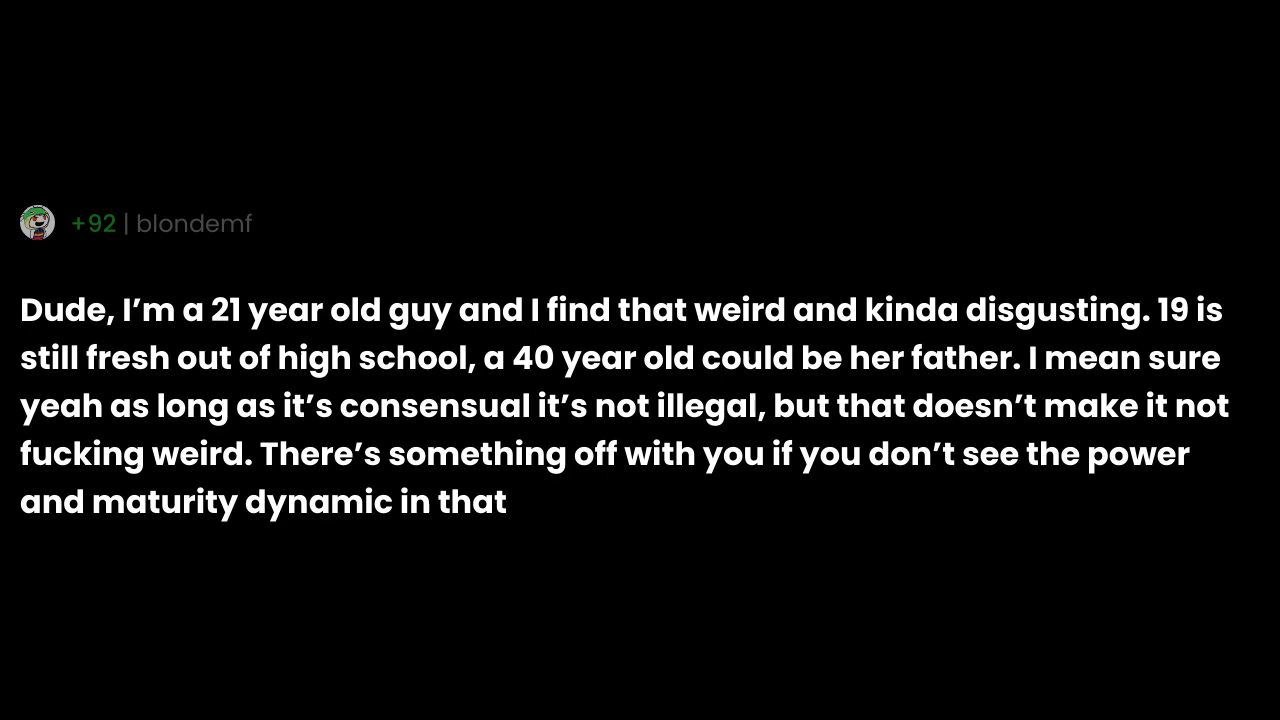 +92 | blondemf
Dude, I’m a 21 year old guy and I find that weird and kinda disgusting. 19 is
still fresh out of high school, a 40 year old could be her father. I mean sure
yeah as long as it’s consensual it’s not illegal, but that doesn’t make it not
fucking weird. There’s something off with you if you don’t see the power
and maturity dynamic in that